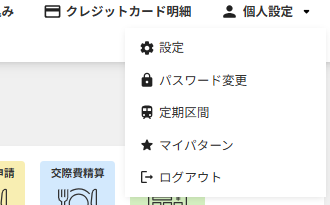 込み クレジットカード明細 個人設定
設定
パスワード変更
定期区間
マイパターン
ログアウト
申請 交際費精算